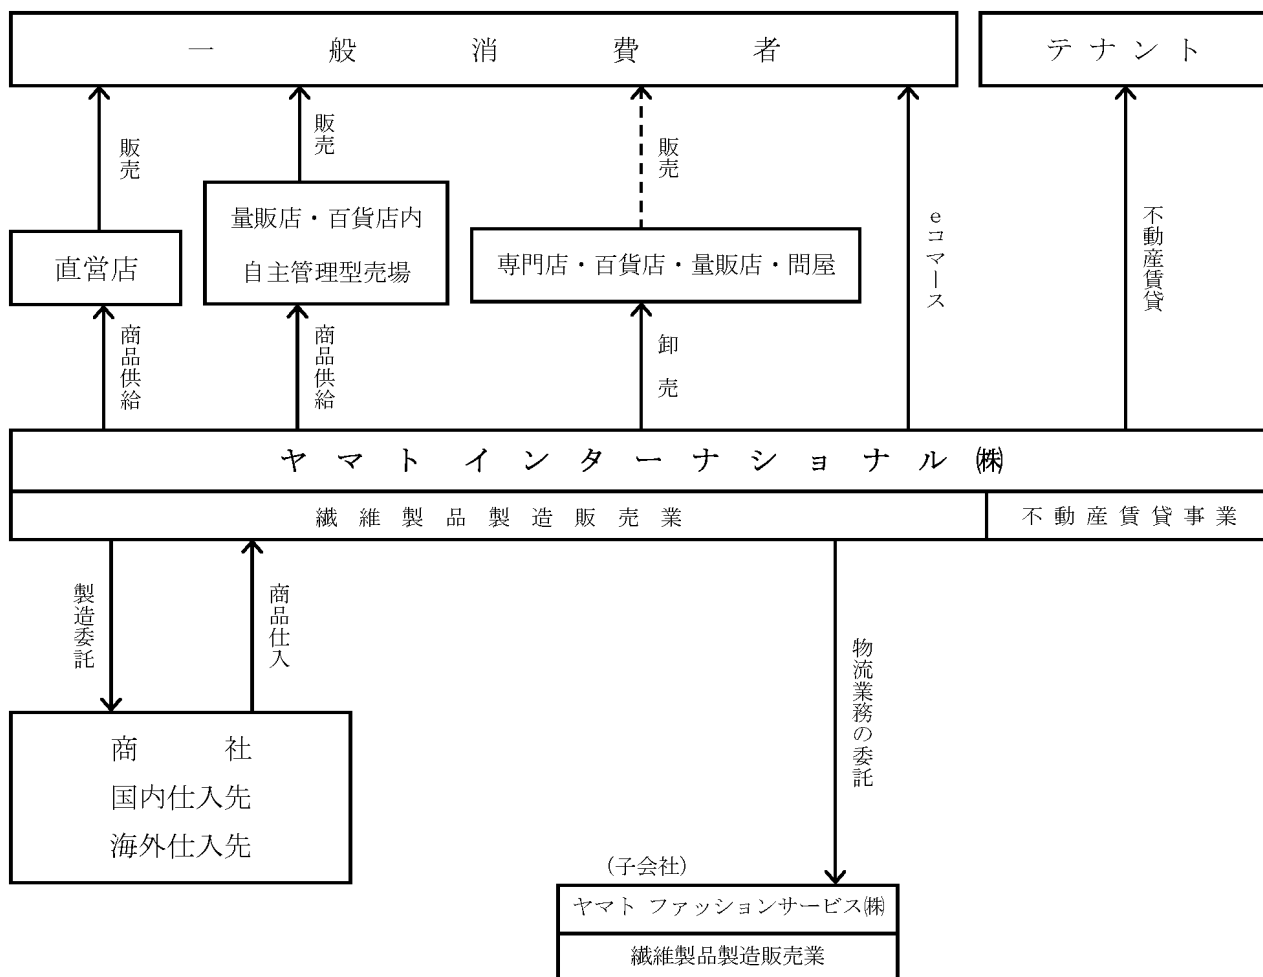 一般消費者
テナント
販売
販売
販売
eコマース
不動産賃貸
直営店
量販店・百貨店内
自主管理型売場
専門店・百貨店・量販店・問屋
商品供給
商品供給
卸売
ヤマトインターナショナル㈱
繊維製品製造販売業
不動産賃貸事業
製造委託
商品仕入
物流業務の委託
商社
国内仕入先
海外仕入先
(子会社)
ヤマト ファッションサービス㈱
繊維製品製造販売業